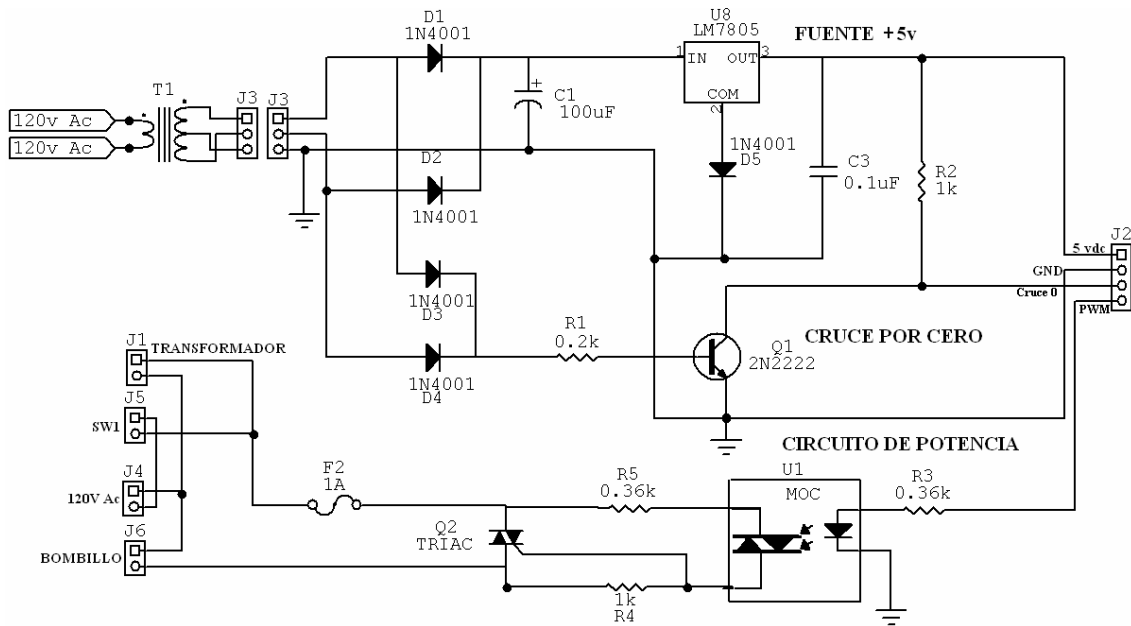 D1
1N4001
U8
LM7805
FUENTE +5v
1
IN
OUT
3
COM
2
T1
J3
J3
120v Ac
120v Ac
+
C1
100uF
D2
1N4001
1N4001
D5
C3
0.1uF
R2
1k
J2
5 vdc
GND
Cruce 0
PWM
1N4001
D3
R1
0.2k
CRUCE POR CERO
Q1
2N2222
1N4001
D4
J1
TRANSFORMADOR
J5
SW1
J4
120V Ac
J6
BOMBILLO
CIRCUITO DE POTENCIA
F2
1A
R5
0.36k
U1
MOC
R3
0.36k
Q2
TRIAC
1k
R4